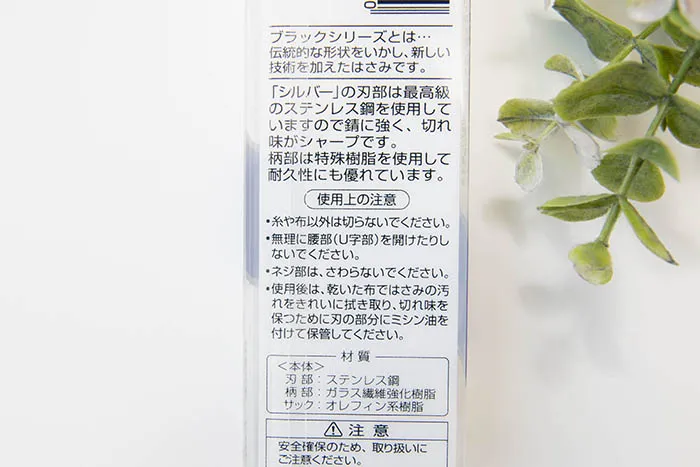 ブラックシリーズとは…
伝統的な形状をいかし、新しい
技術を加えたはさみです。
「シルバー」の刃部は最高級
のステンレス鋼を使用して
いますので錆に強く、切れ
味がシャープです。
柄部は特殊樹脂を使用して
耐久性にも優れています。
使用上の注意
•糸や布以外は切らないでください。
•無理に腰部(U字部)を開けたりし
ないでください。
•ネジ部は、さわらないでください。
•使用後は、乾いた布ではさみの汚
れをきれいに拭き取り、切れ味を
保つために刃の部分にミシン油を
付けて保管してください。
材質
<本体>
刃部:ステンレス鋼
柄部:ガラス繊維強化樹脂
サック:オレフィン系樹脂
⚠注意
安全確保のため、取り扱いに
ご注意ください。